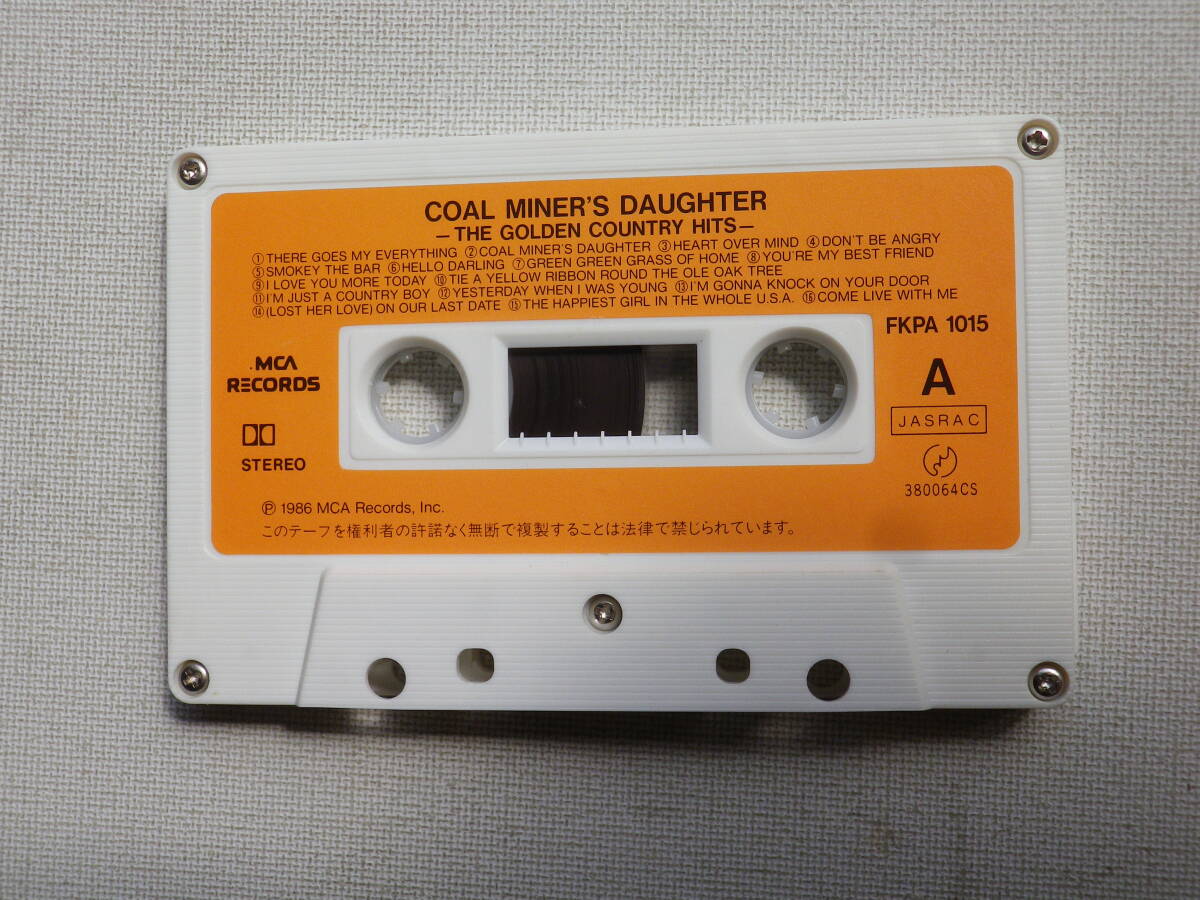 COAL MINER'S DAUGHTER
—THE GOLDEN COUNTRY HITS—
①THERE GOES MY EVERYTHING ②COAL MINER'S DAUGHTER ③HEART OVER MIND ④DON'T BE ANGRY
⑤SMOKEY THE BAR ⑥HELLO DARLING ⑦GREEN GREEN GRASS OF HOME ⑧YOU'RE MY BEST FRIEND
⑨I LOVE YOU MORE TODAY ⑩TIE A YELLOW RIBBON ROUND THE OLE OAK TREE
⑪I'M JUST A COUNTRY BOY ⑫YESTERDAY WHEN I WAS YOUNG ⑬I'M GONNA KNOCK ON YOUR DOOR
⑭(LOST HER LOVE) ON OUR LAST DATE ⑮THE HAPPIEST GIRL IN THE WHOLE U.S.A. ⑯COME LIVE WITH ME
FKPA 1015
MCA
RECORDS
A
JASRAC
STEREO
380064CS
Ⓟ 1986 MCA Records, Inc.
このテープを権利者の許諾なく無断で複製することは法律で禁じられています。